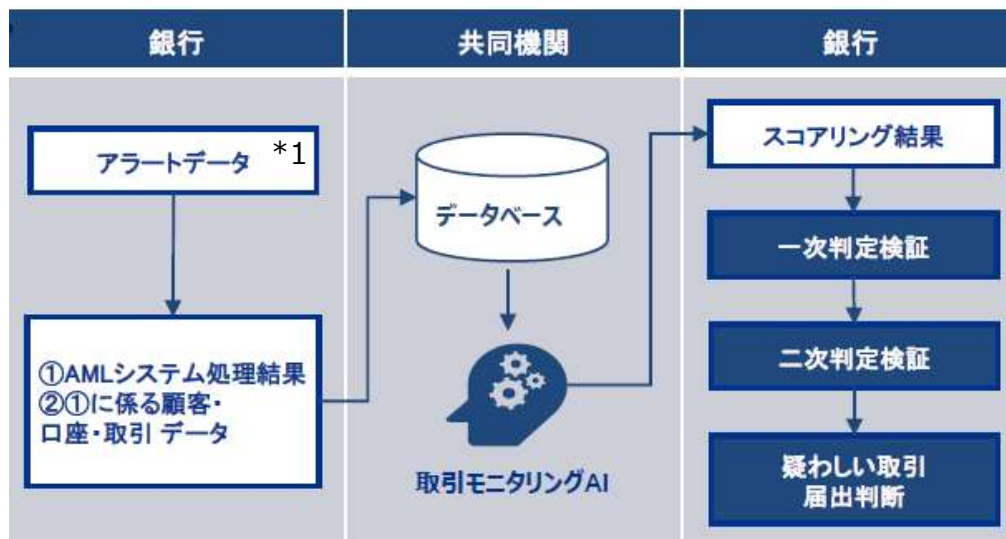 銀行
共同機関
銀行
アラートデータ *1
①AMLシステム処理結果
②①に係る顧客・
口座・取引 データ
データベース
取引モニタリングAI
スコアリング結果
一次判定検証
二次判定検証
疑わしい取引
届出判断